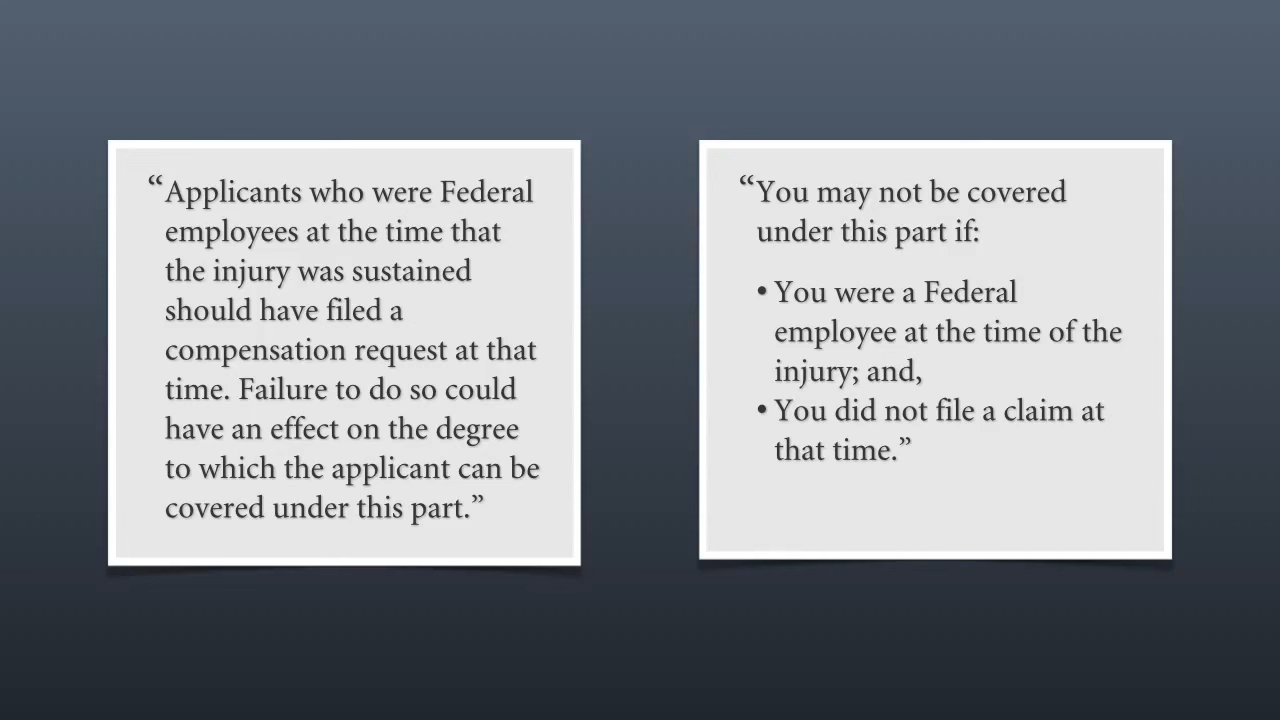 “Applicants who were Federal
employees at the time that
the injury was sustained
should have filed a
compensation request at that
time. Failure to do so could
have an effect on the degree
to which the applicant can be
covered under this part.”
“You may not be covered
under this part if:
• You were a Federal
employee at the time of the
injury; and,
• You did not file a claim at
that time.”